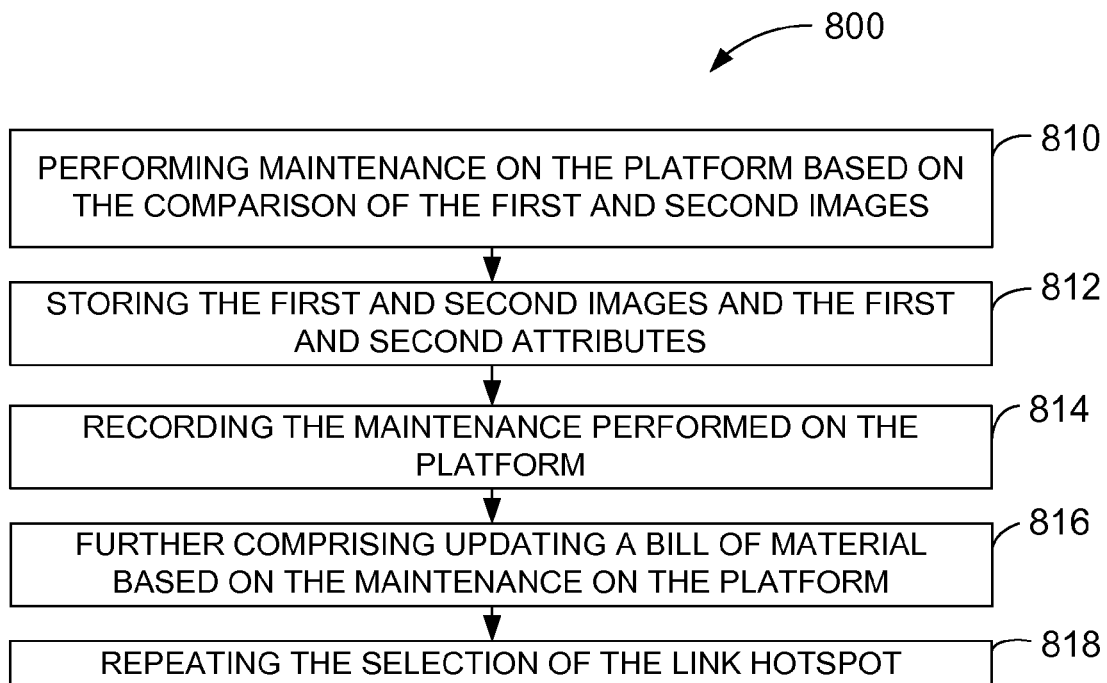 800
810
PERFORMING MAINTENANCE ON THE PLATFORM BASED ON
THE COMPARISON OF THE FIRST AND SECOND IMAGES
812
STORING THE FIRST AND SECOND IMAGES AND THE FIRST
AND SECOND ATTRIBUTES
814
RECORDING THE MAINTENANCE PERFORMED ON THE
PLATFORM
816
FURTHER COMPRISING UPDATING A BILL OF MATERIAL
BASED ON THE MAINTENANCE ON THE PLATFORM
818
REPEATING THE SELECTION OF THE LINK HOTSPOT